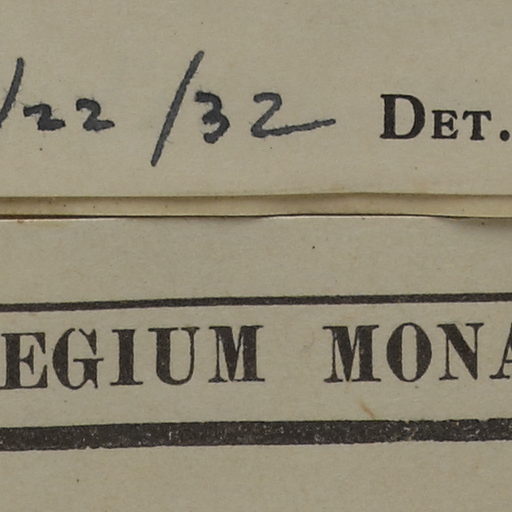 /22/32 DET.
EGIUM MONA